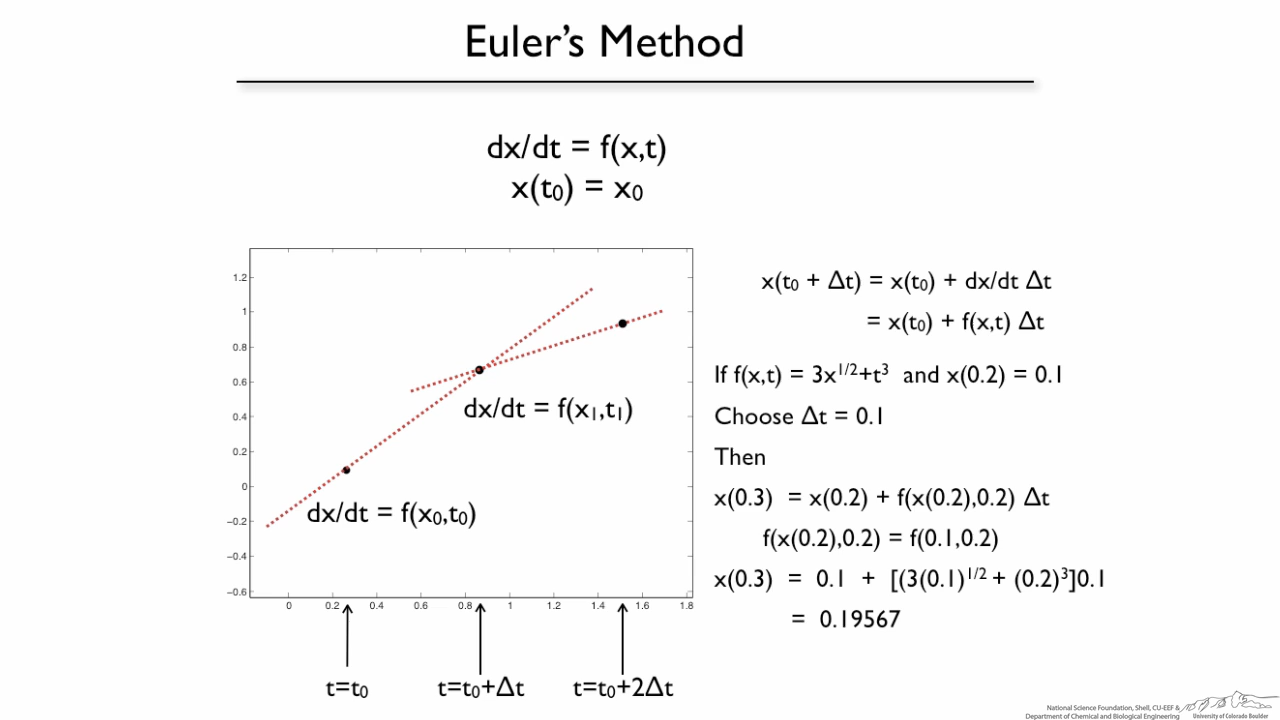 Euler's Method
dx/dt = f(x,t)
x(t₀) = x₀
1.2
1
0.8
0.6
0.4
0.2
0
−0.2
−0.4
−0.6
0 0.2 0.4 0.6 0.8 1 1.2 1.4 1.6 1.8
dx/dt = f(x₁,t₁)
dx/dt = f(x₀,t₀)
t=t₀ t=t₀+Δt t=t₀+2Δt
x(t₀ + Δt) = x(t₀) + dx/dt Δt
= x(t₀) + f(x,t) Δt
If f(x,t) = 3x¹ᐟ²+t³ and x(0.2) = 0.1
Choose Δt = 0.1
Then
x(0.3) = x(0.2) + f(x(0.2),0.2) Δt
f(x(0.2),0.2) = f(0.1,0.2)
x(0.3) = 0.1 + [(3(0.1)¹ᐟ² + (0.2)³]0.1
= 0.19567
National Science Foundation, Shell, CU-EEF &
Department of Chemical and Biological Engineering
University of Colorado Boulder